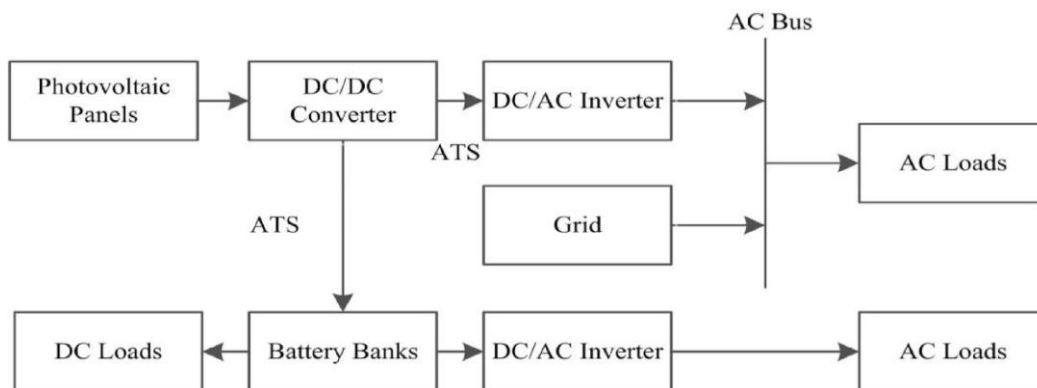 AC Bus
Photovoltaic
Panels
DC/DC
Converter
DC/AC Inverter
ATS
AC Loads
ATS
Grid
DC Loads
Battery Banks
DC/AC Inverter
AC Loads